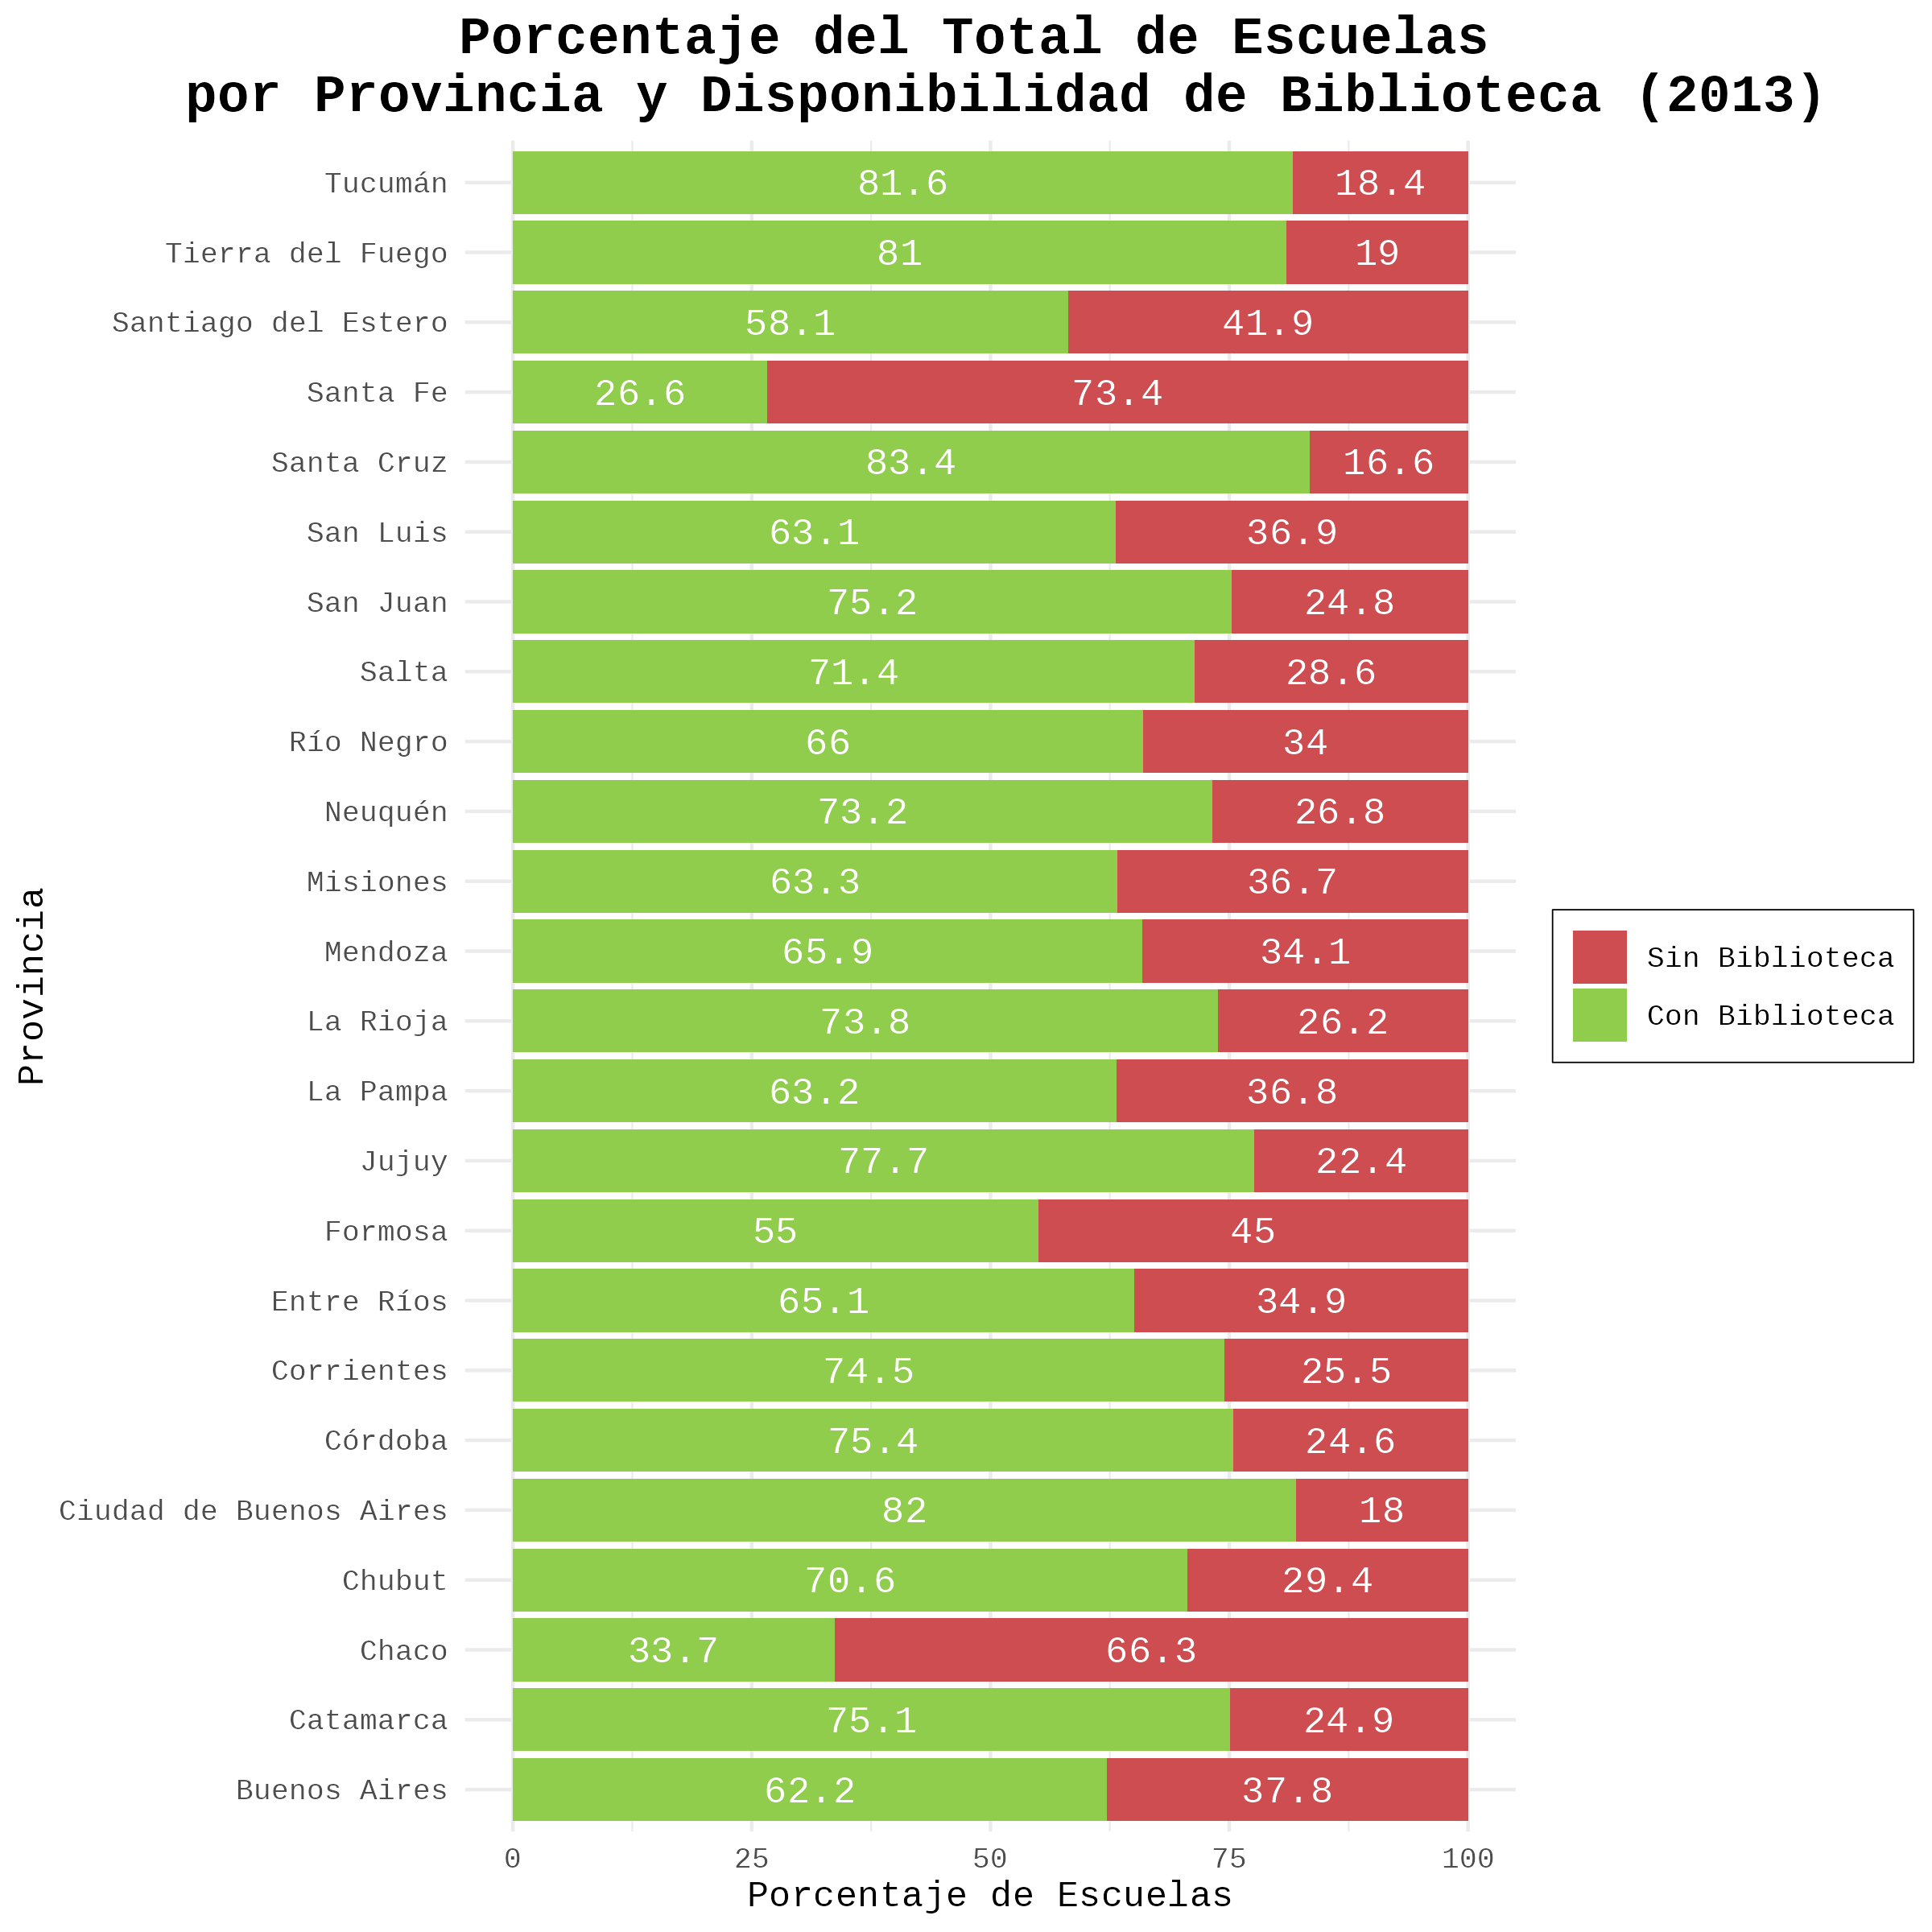 Porcentaje del Total de Escuelas
por Provincia y Disponibilidad de Biblioteca (2013)
Tucumán 81.6 18.4
Tierra del Fuego 81 19
Santiago del Estero 58.1 41.9
Santa Fe 26.6 73.4
Santa Cruz 83.4 16.6
San Luis 63.1 36.9
San Juan 75.2 24.8
Salta 71.4 28.6
Río Negro 66 34
Neuquén 73.2 26.8
Misiones 63.3 36.7
Mendoza 65.9 34.1
La Rioja 73.8 26.2
La Pampa 63.2 36.8
Jujuy 77.7 22.4
Formosa 55 45
Entre Ríos 65.1 34.9
Corrientes 74.5 25.5
Córdoba 75.4 24.6
Ciudad de Buenos Aires 82 18
Chubut 70.6 29.4
Chaco 33.7 66.3
Catamarca 75.1 24.9
Buenos Aires 62.2 37.8
0 25 50 75 100
Porcentaje de Escuelas
Provincia
Sin Biblioteca
Con Biblioteca